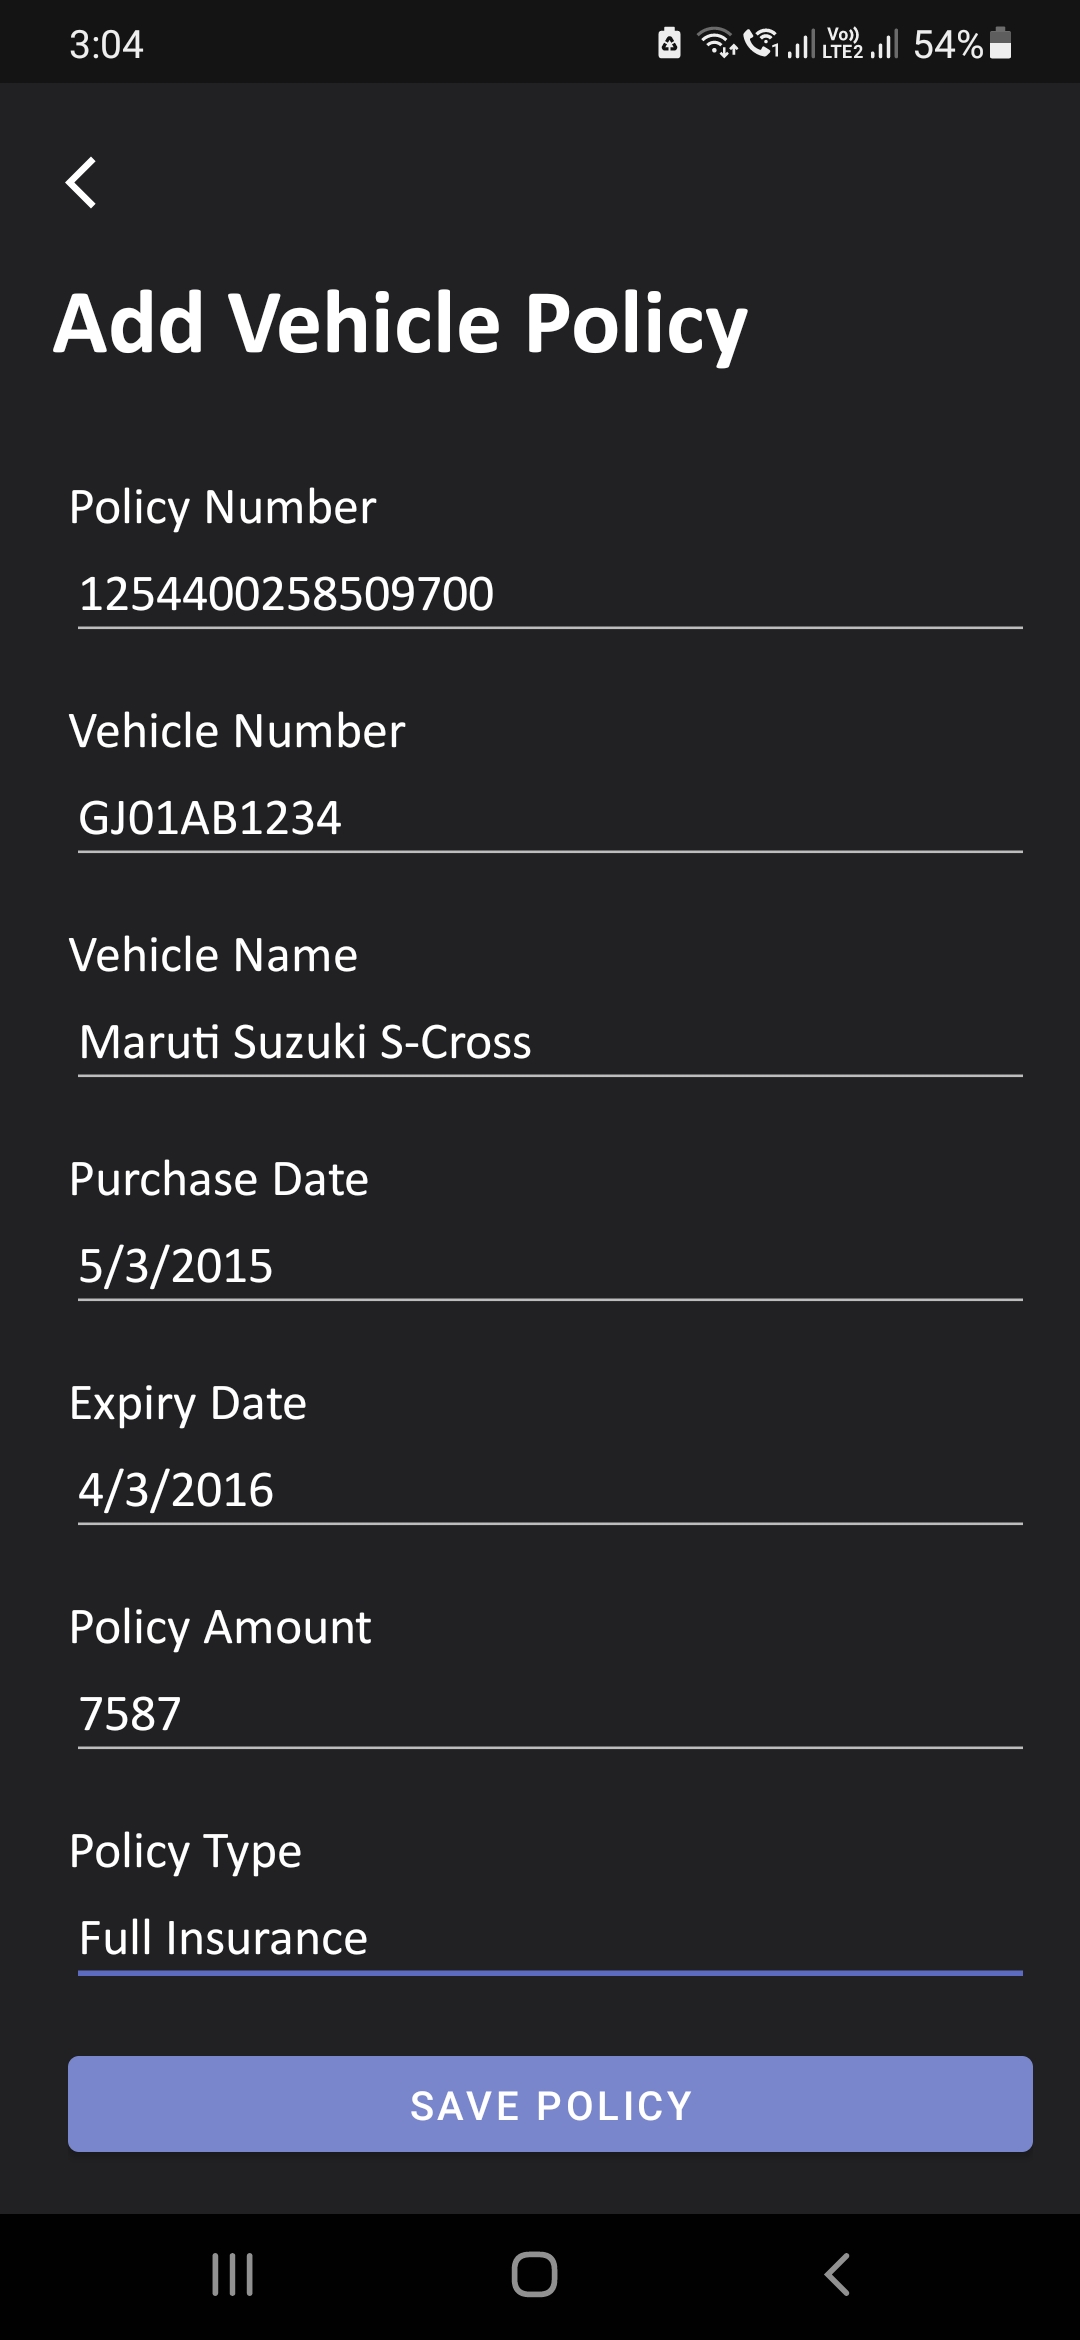 3:04 1 Vo)) LTE2 54%
Add Vehicle Policy
Policy Number
1254400258509700
Vehicle Number
GJ01AB1234
Vehicle Name
Maruti Suzuki S-Cross
Purchase Date
5/3/2015
Expiry Date
4/3/2016
Policy Amount
7587
Policy Type
Full Insurance
SAVE POLICY